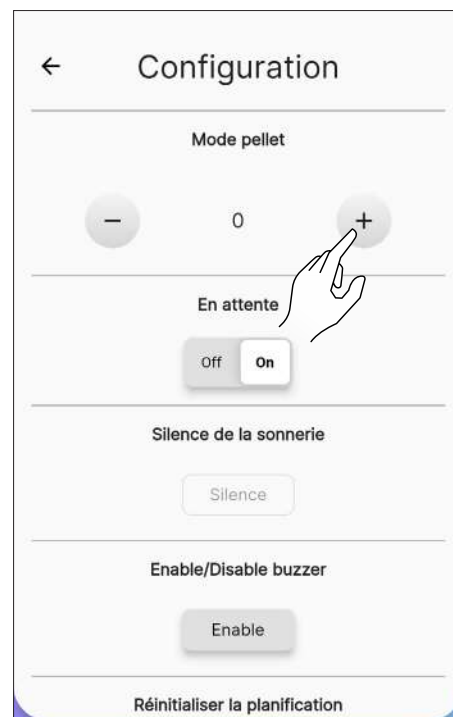 ← Configuration
Mode pellet
− 0 +
En attente
Off On
Silence de la sonnerie
Silence
Enable/Disable buzzer
Enable
Réinitialiser la planification